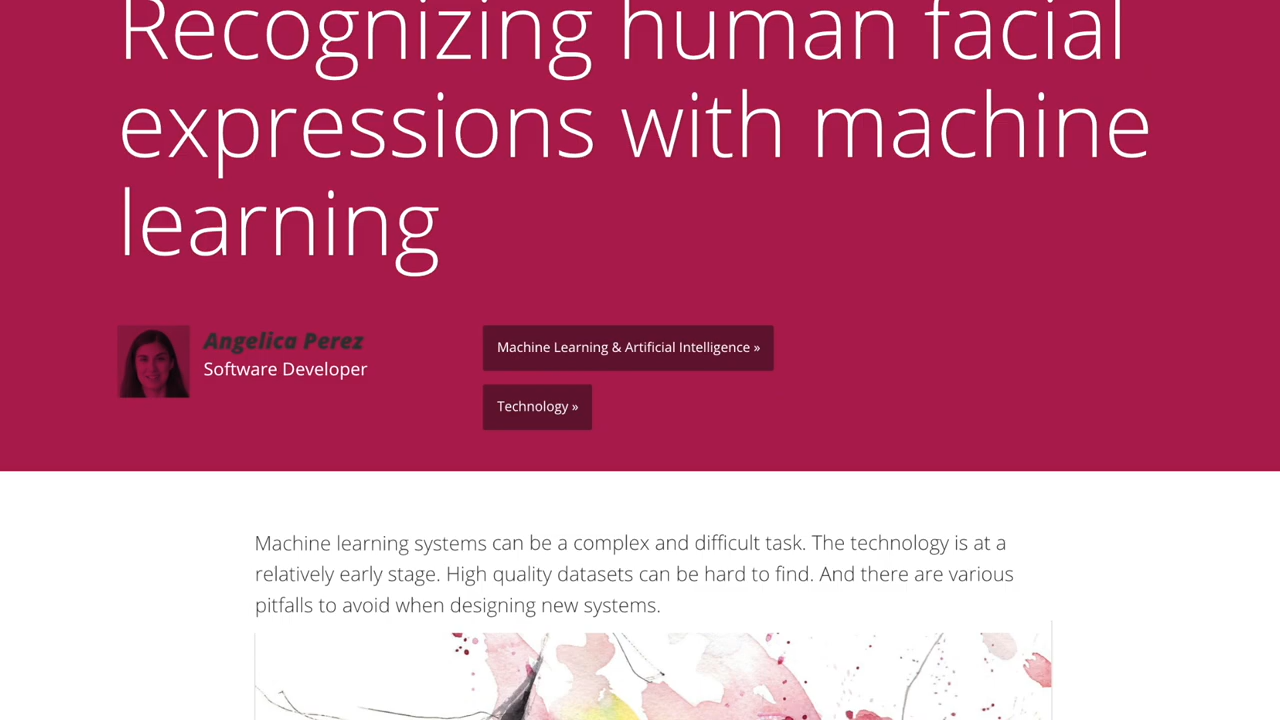 Recognizing human facial
expressions with machine
learning
Angelica Perez
Software Developer
Machine Learning & Artificial Intelligence »
Technology »
Machine learning systems can be a complex and difficult task. The technology is at a
relatively early stage. High quality datasets can be hard to find. And there are various
pitfalls to avoid when designing new systems.